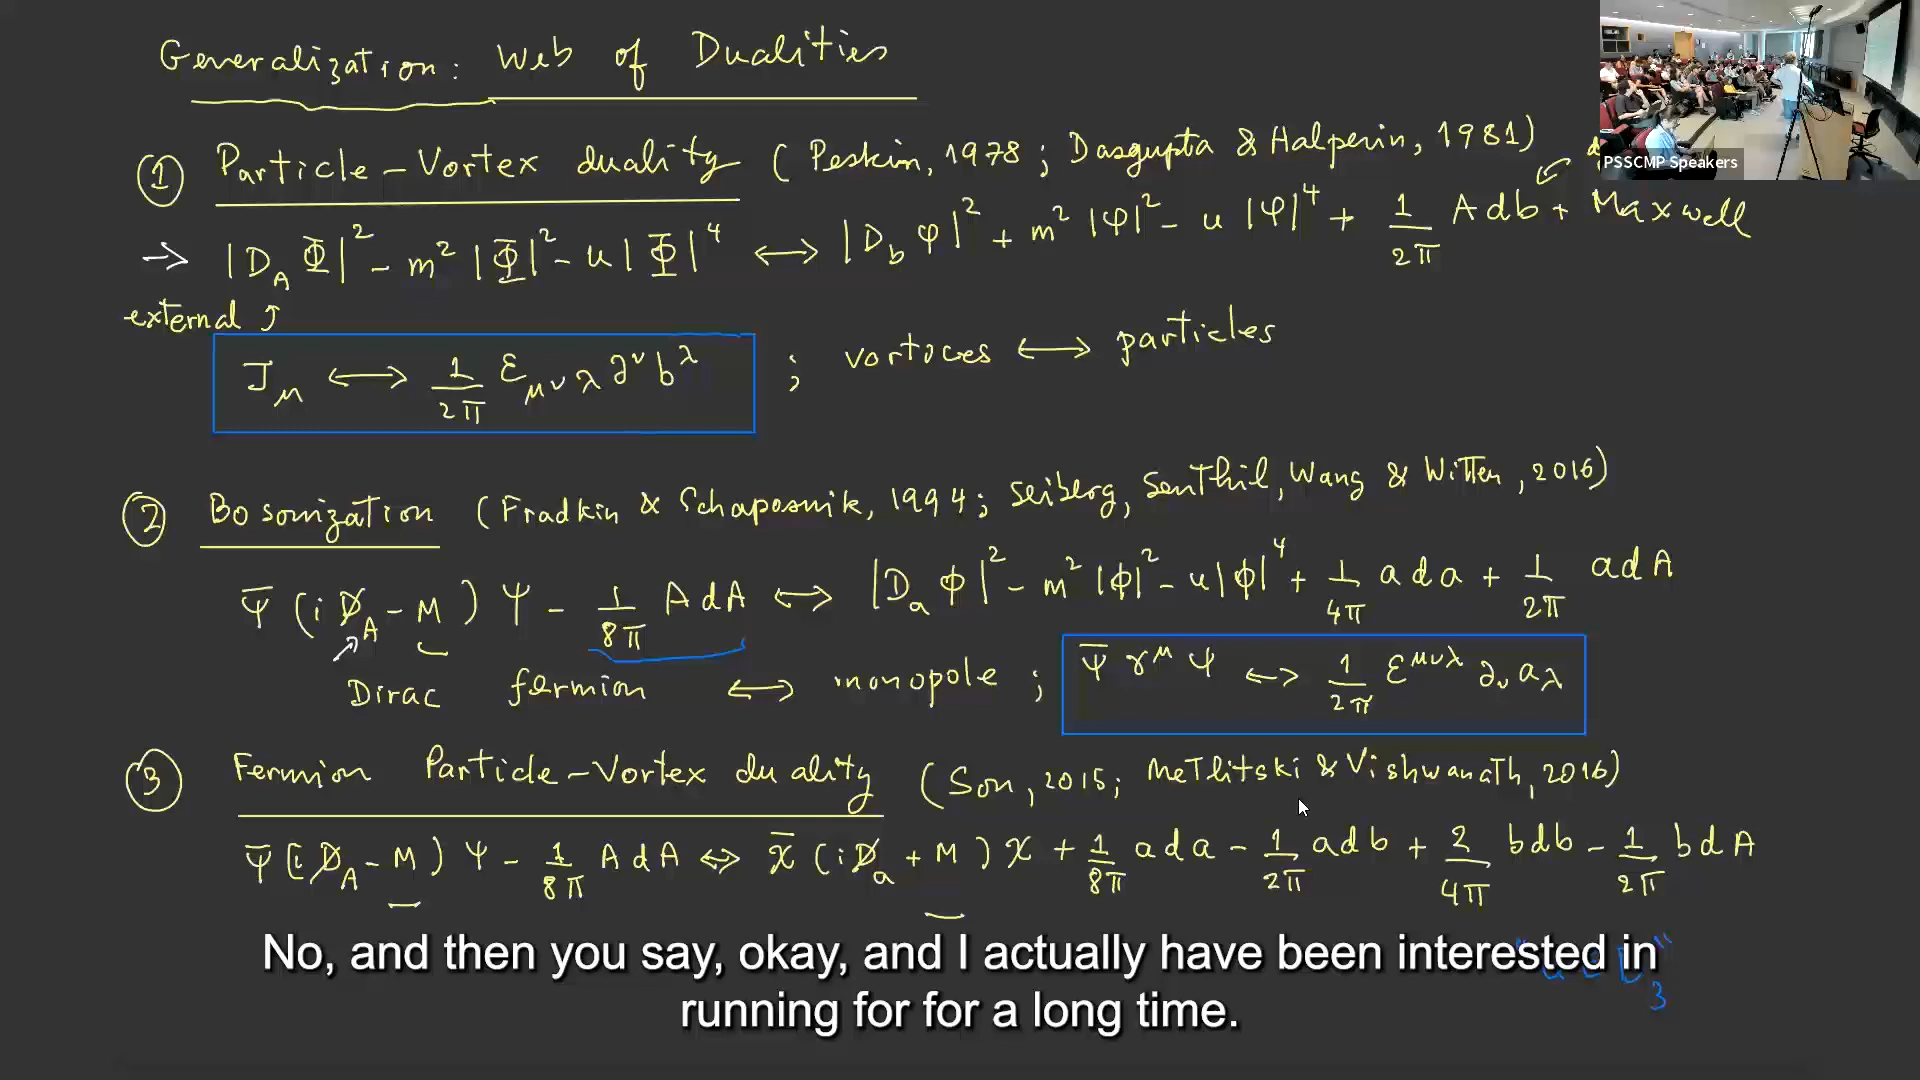 Generalization: Web of Dualities
① Particle-Vortex duality (Peskin, 1978; Dasgupta & Halperin, 1981)
PSSCMP Speakers
→ |D_A Φ|² - m² |Φ|² - u |Φ|⁴ ⟷ |D_b φ|² + m² |φ|² - u |φ|⁴ + 1/2π Adb + Maxwell
external
J_μ ⟷ 1/2π ε_μνλ ∂^ν b^λ ; vortices ⟷ particles
② Bosonization (Fradkin & Schaposnik, 1994; Seiberg, Senthil, Wang & Witten, 2016)
Ψ̄ (i D̸_A - M) Ψ - 1/8π AdA ⟷ |D_a ϕ|² - m² |ϕ|² - u|ϕ|⁴ + 1/4π ada + 1/2π adA
Dirac fermion ⟷ monopole ; Ψ̄ γ^μ Ψ ⟷ 1/2π ε^μνλ ∂_ν a_λ
③ Fermion Particle-Vortex duality (Son, 2015; Metlitski & Vishwanath, 2016)
Ψ̄ (i D̸_A - M) Ψ - 1/8π AdA ⟷ χ̄ (i D̸_a + M) χ + 1/8π ada - 1/2π adb + 2/4π bdb - 1/2π bdA
No, and then you say, okay, and I actually have been interested in
running for for a long time.